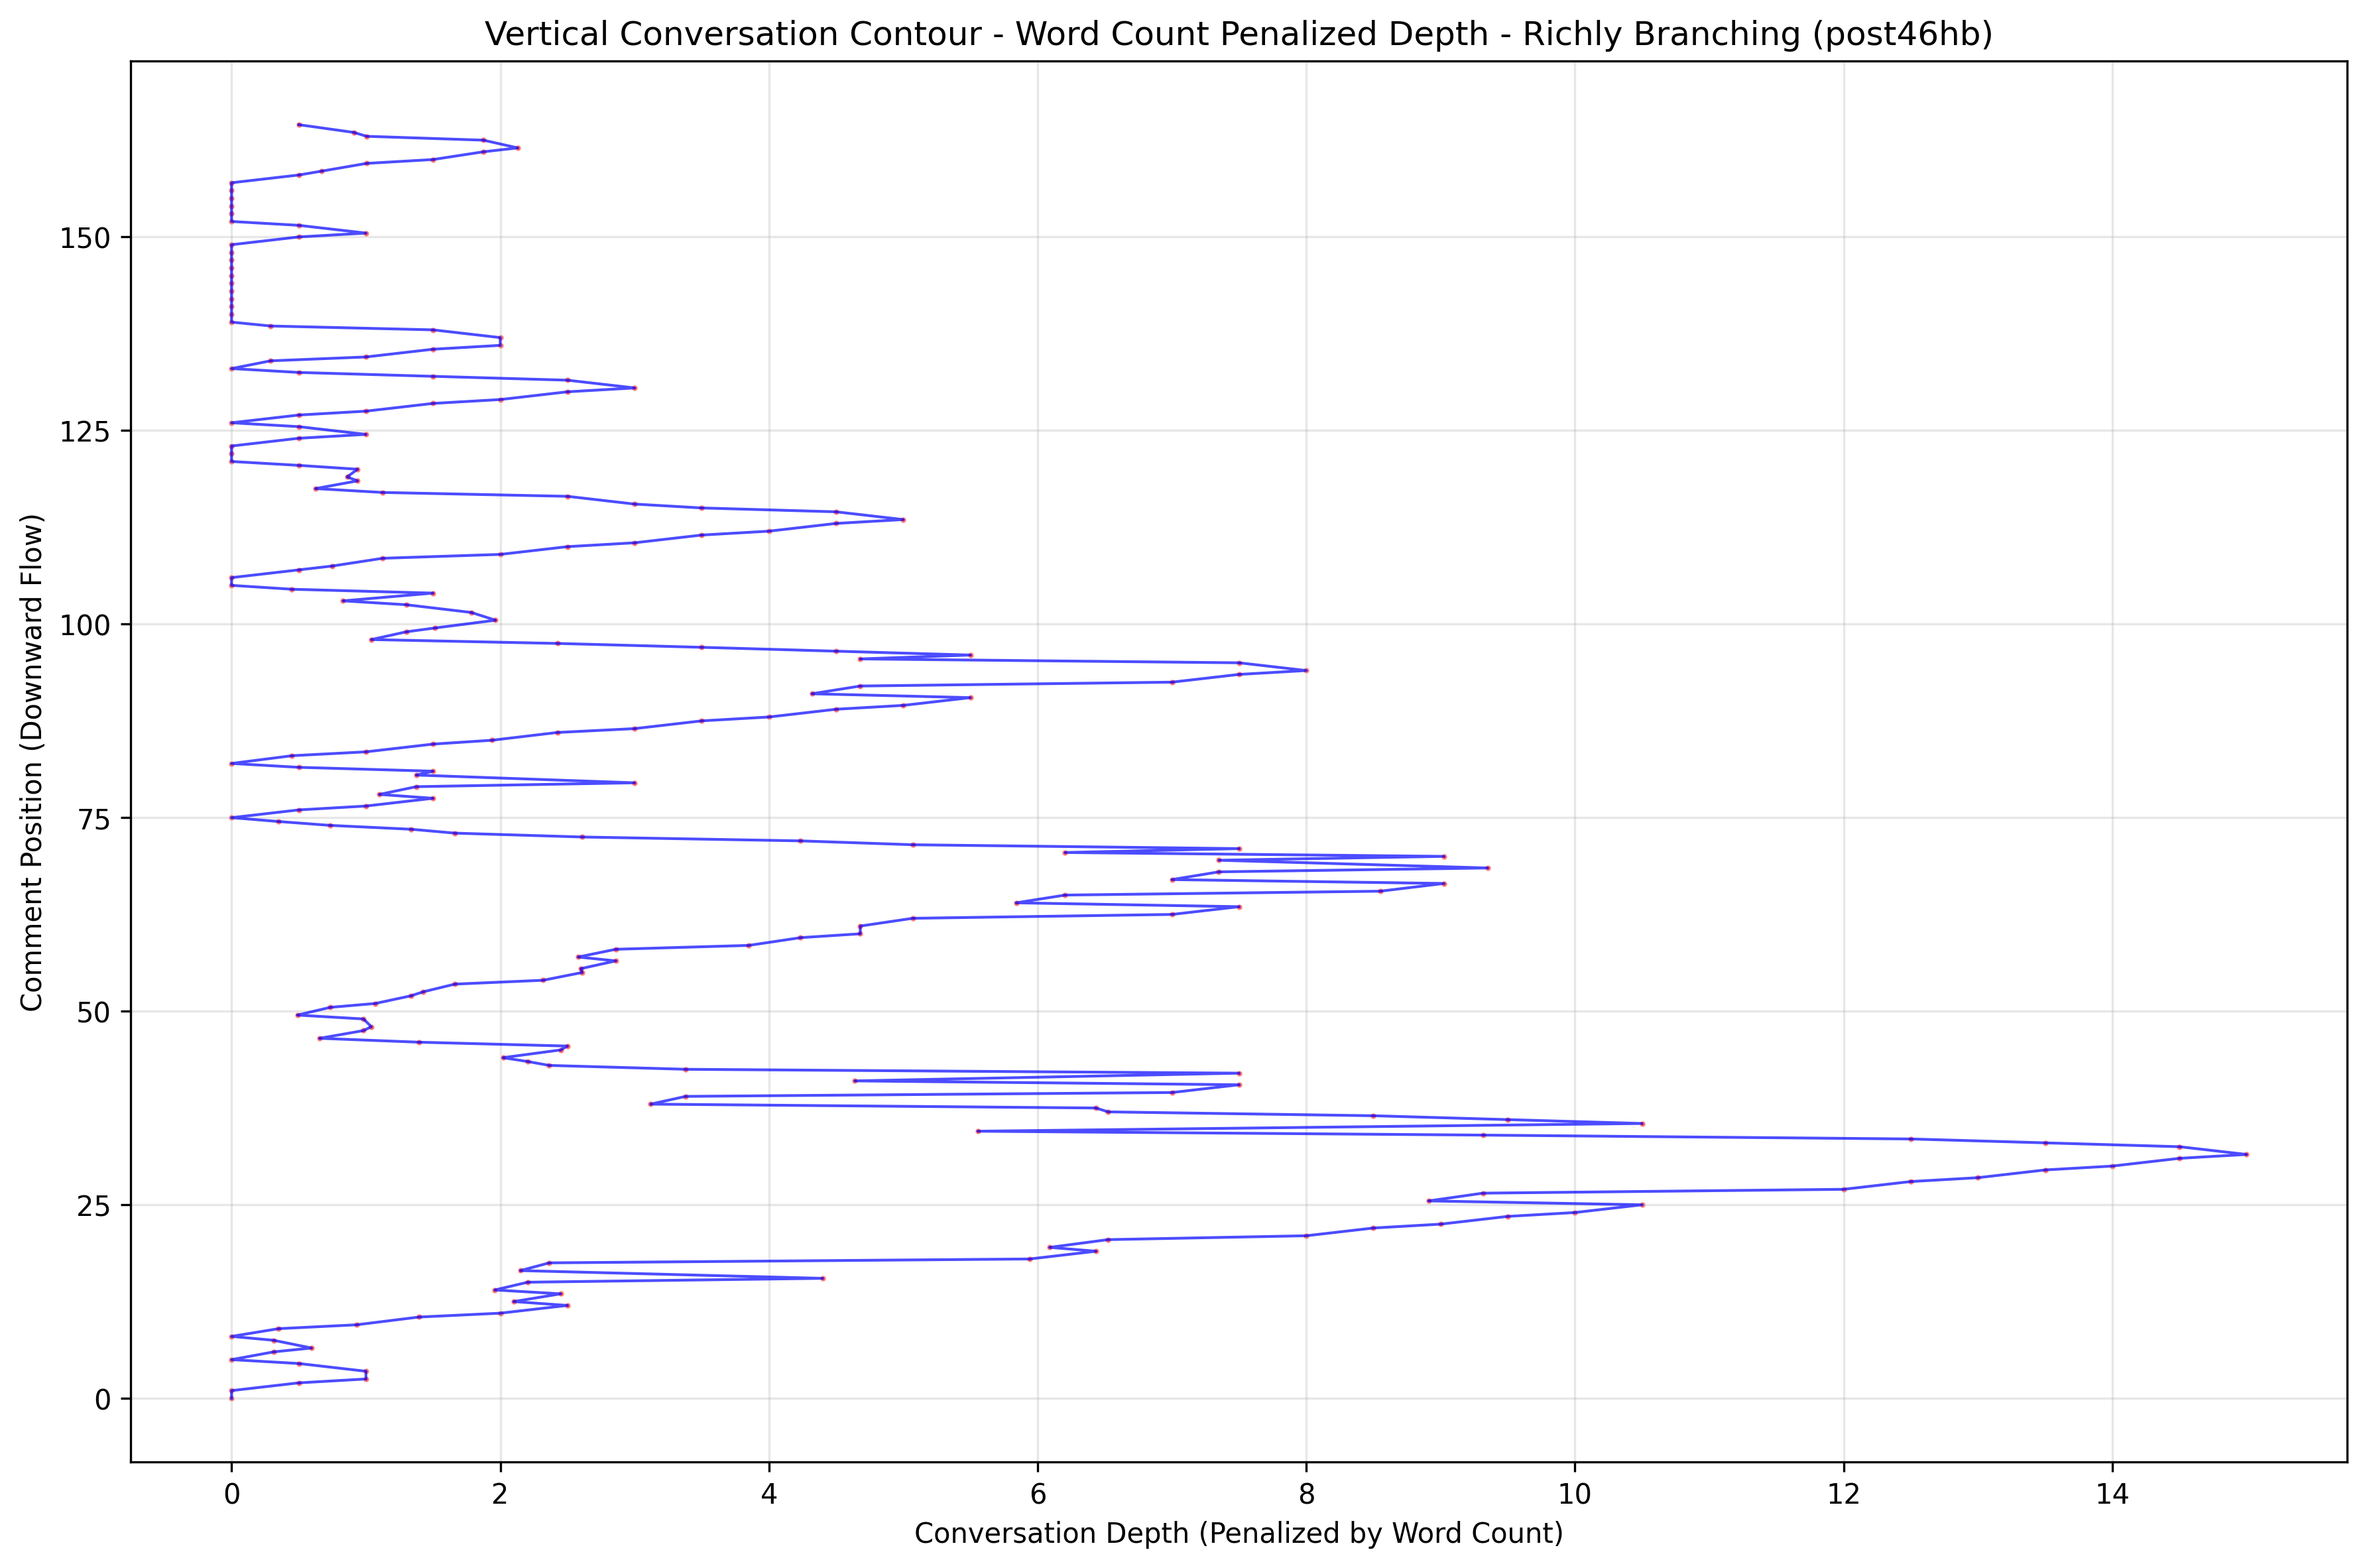 Vertical Conversation Contour - Word Count Penalized Depth - Richly Branching (post46hb)
Comment Position (Downward Flow)
150
125
100
75
50
25
0
0 2 4 6 8 10 12 14
Conversation Depth (Penalized by Word Count)